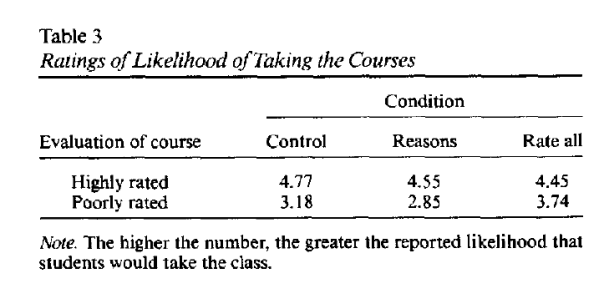 Table 3
Ratings of Likelihood of Taking the Courses
Condition
Evaluation of course Control Reasons Rate all
Highly rated 4.77 4.55 4.45
Poorly rated 3.18 2.85 3.74
Note. The higher the number, the greater the reported likelihood that
students would take the class.